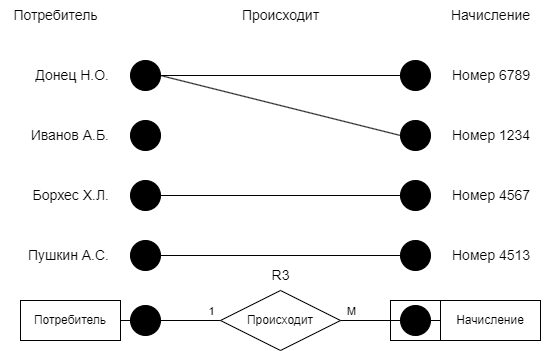 Потребитель Происходит Начисление
Донец Н.О. Номер 6789
Иванов А.Б. Номер 1234
Борхес Х.Л. Номер 4567
Пушкин А.С. Номер 4513
R3
Потребитель 1 Происходит M Начисление